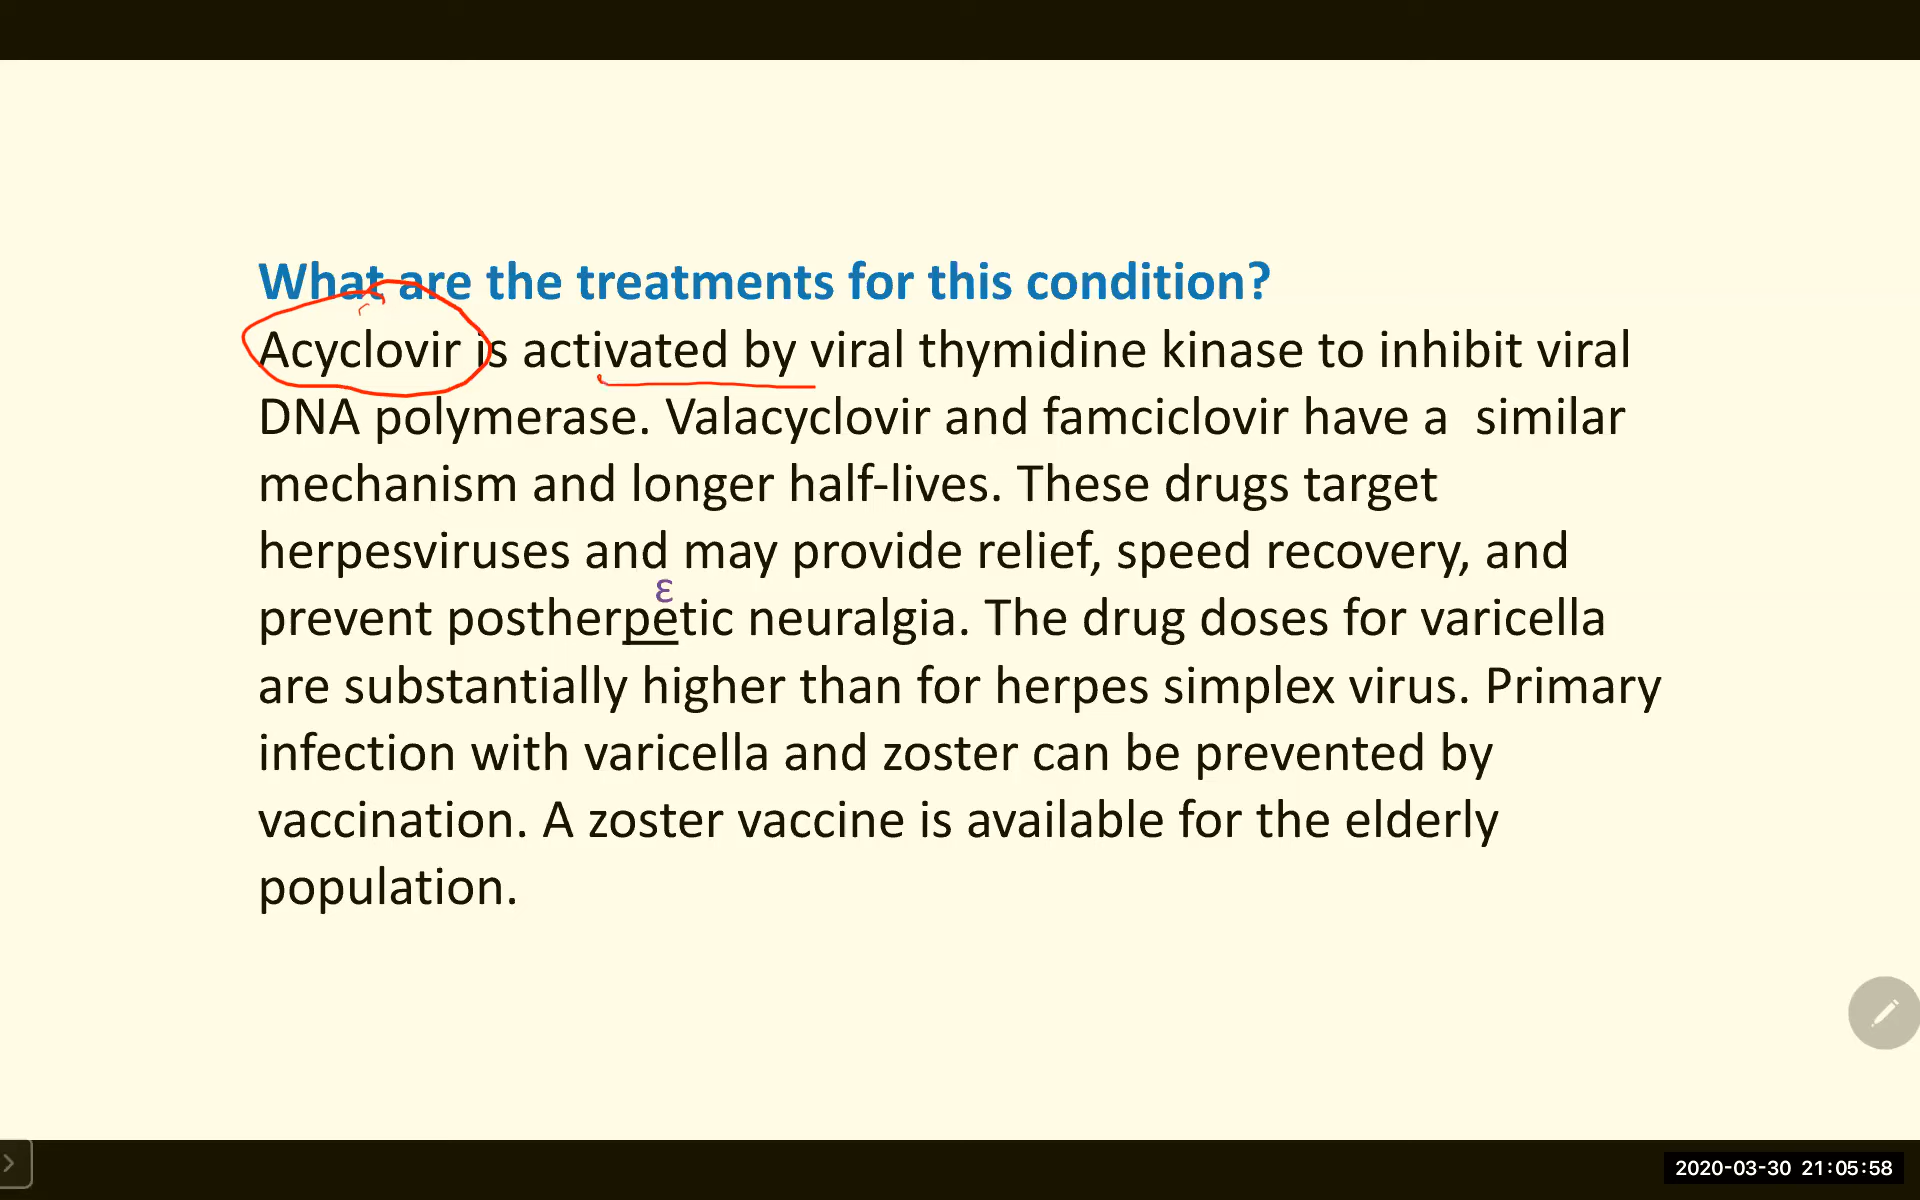 What are the treatments for this condition?
Acyclovir is activated by viral thymidine kinase to inhibit viral
DNA polymerase. Valacyclovir and famciclovir have a  similar
mechanism and longer half-lives. These drugs target
herpesviruses and may provide relief, speed recovery, and
ε
prevent postherpetic neuralgia. The drug doses for varicella
are substantially higher than for herpes simplex virus. Primary
infection with varicella and zoster can be prevented by
vaccination. A zoster vaccine is available for the elderly
population.
2020-03-30 21:05:58